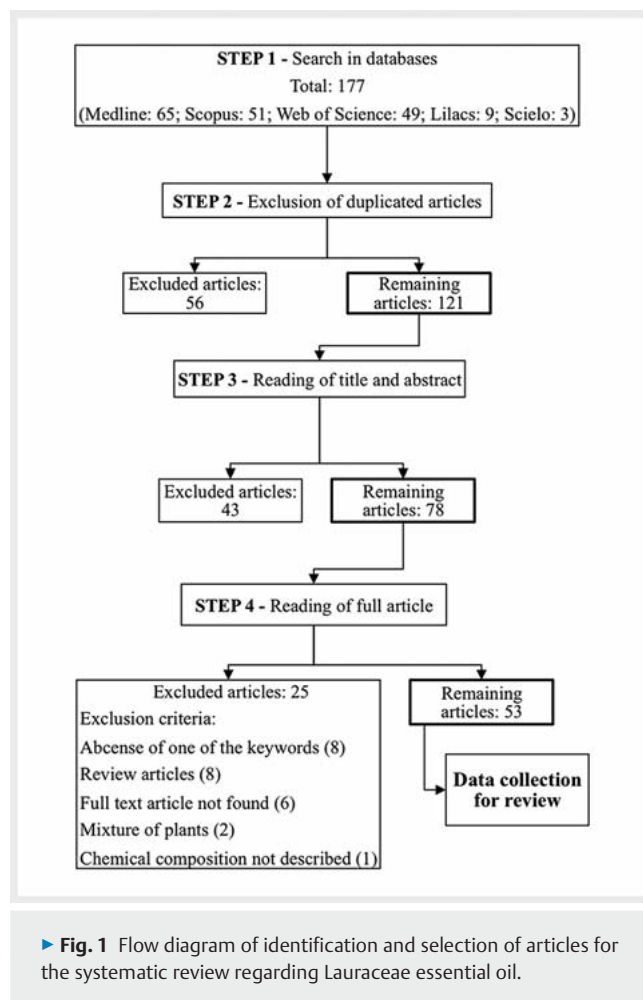 STEP 1 - Search in databases
Total: 177
(Medline: 65; Scopus: 51; Web of Science: 49; Lilacs: 9; Scielo: 3)
STEP 2 - Exclusion of duplicated articles
Excluded articles:
56
Remaining
articles: 121
STEP 3 - Reading of title and abstract
Excluded articles:
43
Remaining
articles: 78
STEP 4 - Reading of full article
Excluded articles: 25
Exclusion criteria:
Abcense of one of the keywords (8)
Review articles (8)
Full text article not found (6)
Mixture of plants (2)
Chemical composition not described (1)
Remaining
articles: 53
Data collection
for review
► Fig. 1 Flow diagram of identification and selection of articles for
the systematic review regarding Lauraceae essential oil.